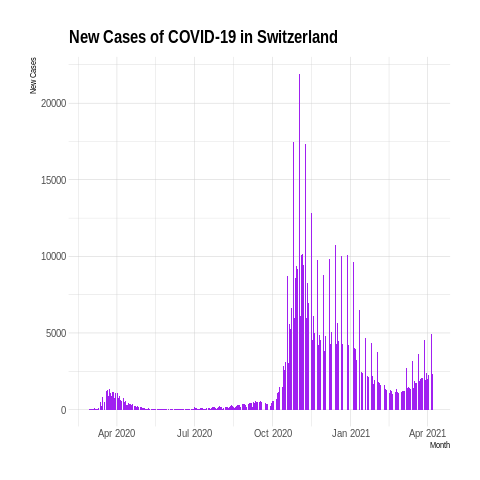 New Cases of COVID-19 in Switzerland
New Cases
20000
15000
10000
5000
0
Apr 2020 Jul 2020 Oct 2020 Jan 2021 Apr 2021
Month